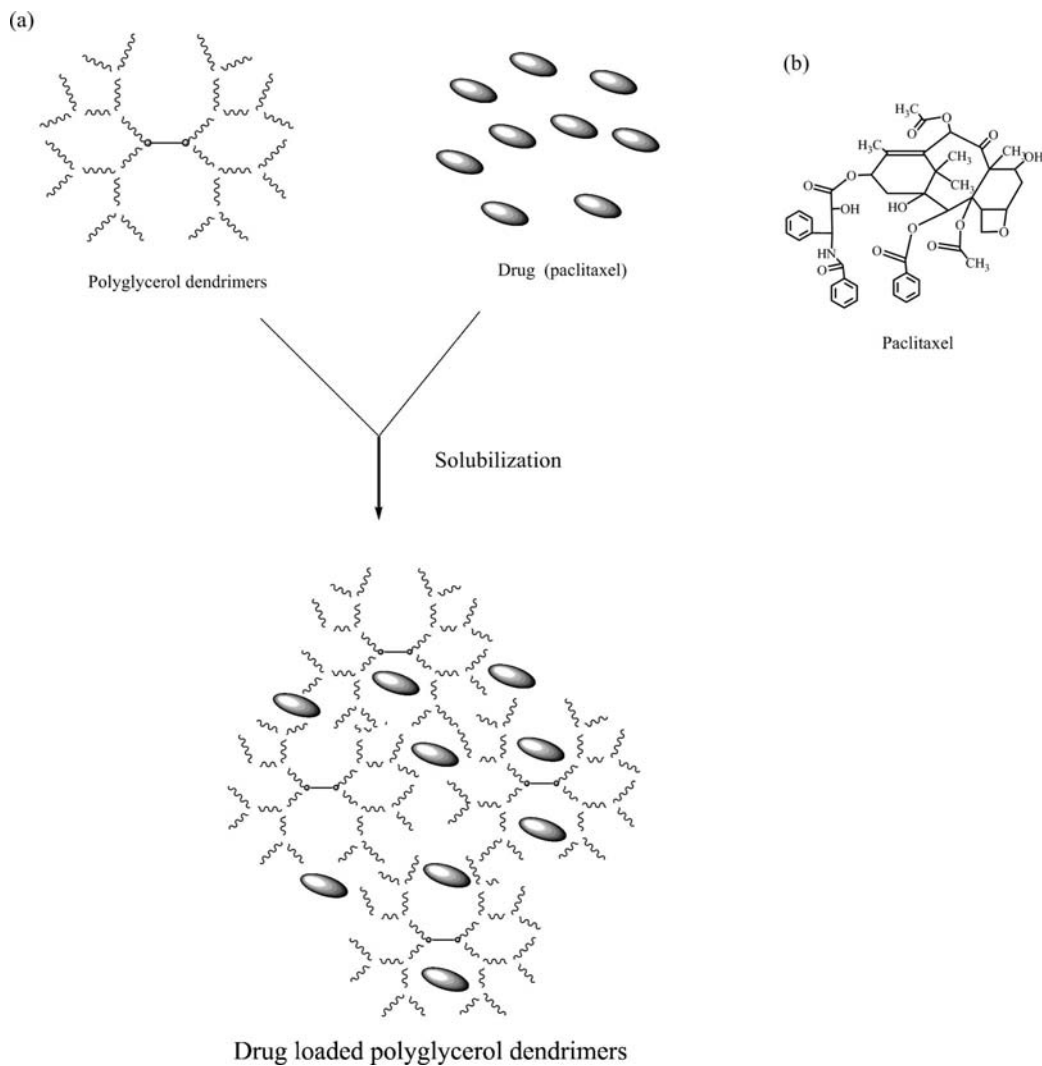 (a)
Polyglycerol dendrimers
Drug (paclitaxel)
(b)
H₃C
O
O
O
H₃C
CH₃
OH
CH₃
CH₃
O
O
OH
HO
O
HN
O
O
O
O
O
CH₃
O
Paclitaxel
Solubilization
Drug loaded polyglycerol dendrimers